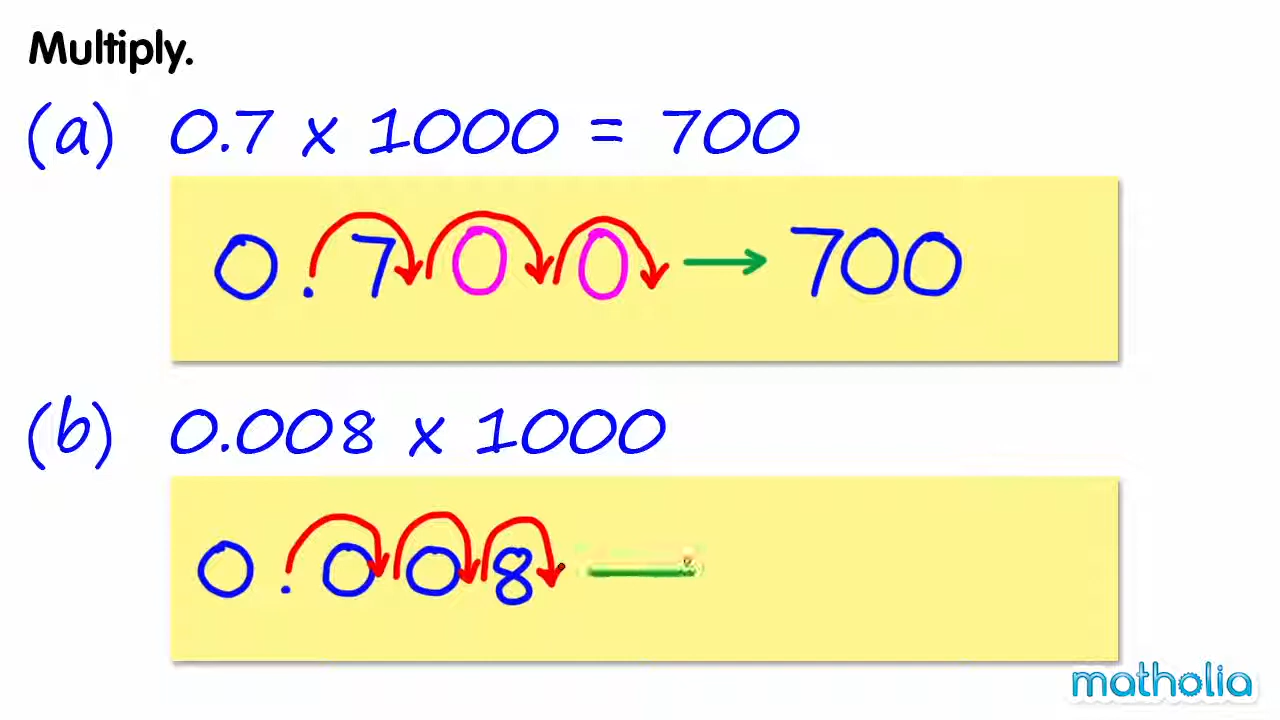 Multiply.
(a) 0.7 x 1000 = 700
0.700 → 700
(b) 0.008 x 1000
0.008
matholia